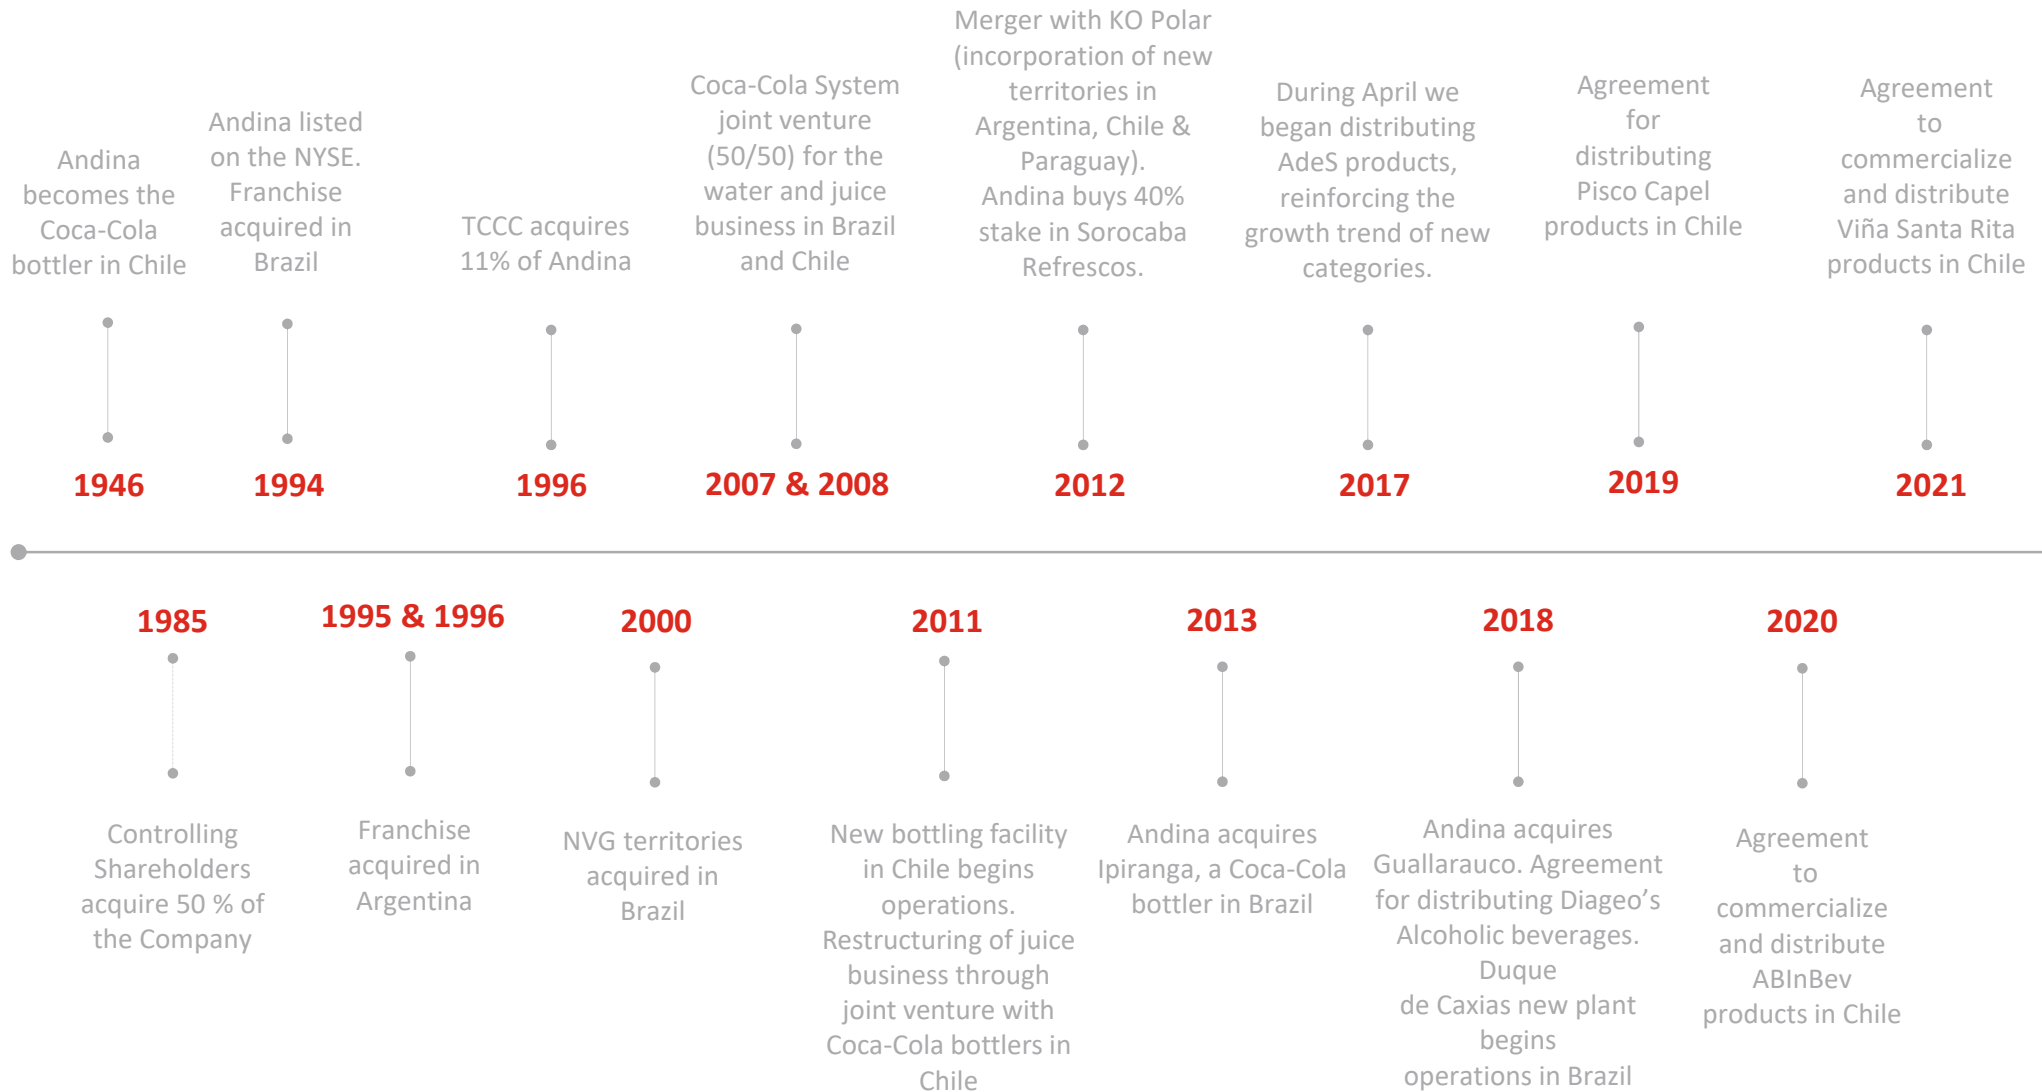 Andina
becomes the
Coca-Cola
bottler in Chile
1946
Andina listed
on the NYSE.
Franchise
acquired in
Brazil
1994
TCCC acquires
11% of Andina
1996
Coca-Cola System
joint venture
(50/50) for the
water and juice
business in Brazil
and Chile
2007 & 2008
Merger with KO Polar
(incorporation of new
territories in
Argentina, Chile &
Paraguay).
Andina buys 40%
stake in Sorocaba
Refrescos.
2012
During April we
began distributing
AdeS products,
reinforcing the
growth trend of new
categories.
2017
Agreement
for
distributing
Pisco Capel
products in Chile
2019
Agreement
to
commercialize
and distribute
Viña Santa Rita
products in Chile
2021
1985
Controlling
Shareholders
acquire 50 % of
the Company
1995 & 1996
Franchise
acquired in
Argentina
2000
NVG territories
acquired in
Brazil
2011
New bottling facility
in Chile begins
operations.
Restructuring of juice
business through
joint venture with
Coca-Cola bottlers in
Chile
2013
Andina acquires
Ipiranga, a Coca-Cola
bottler in Brazil
2018
Andina acquires
Guallarauco. Agreement
for distributing Diageo’s
Alcoholic beverages.
Duque
de Caxias new plant
begins
operations in Brazil
2020
Agreement
to
commercialize
and distribute
ABInBev
products in Chile